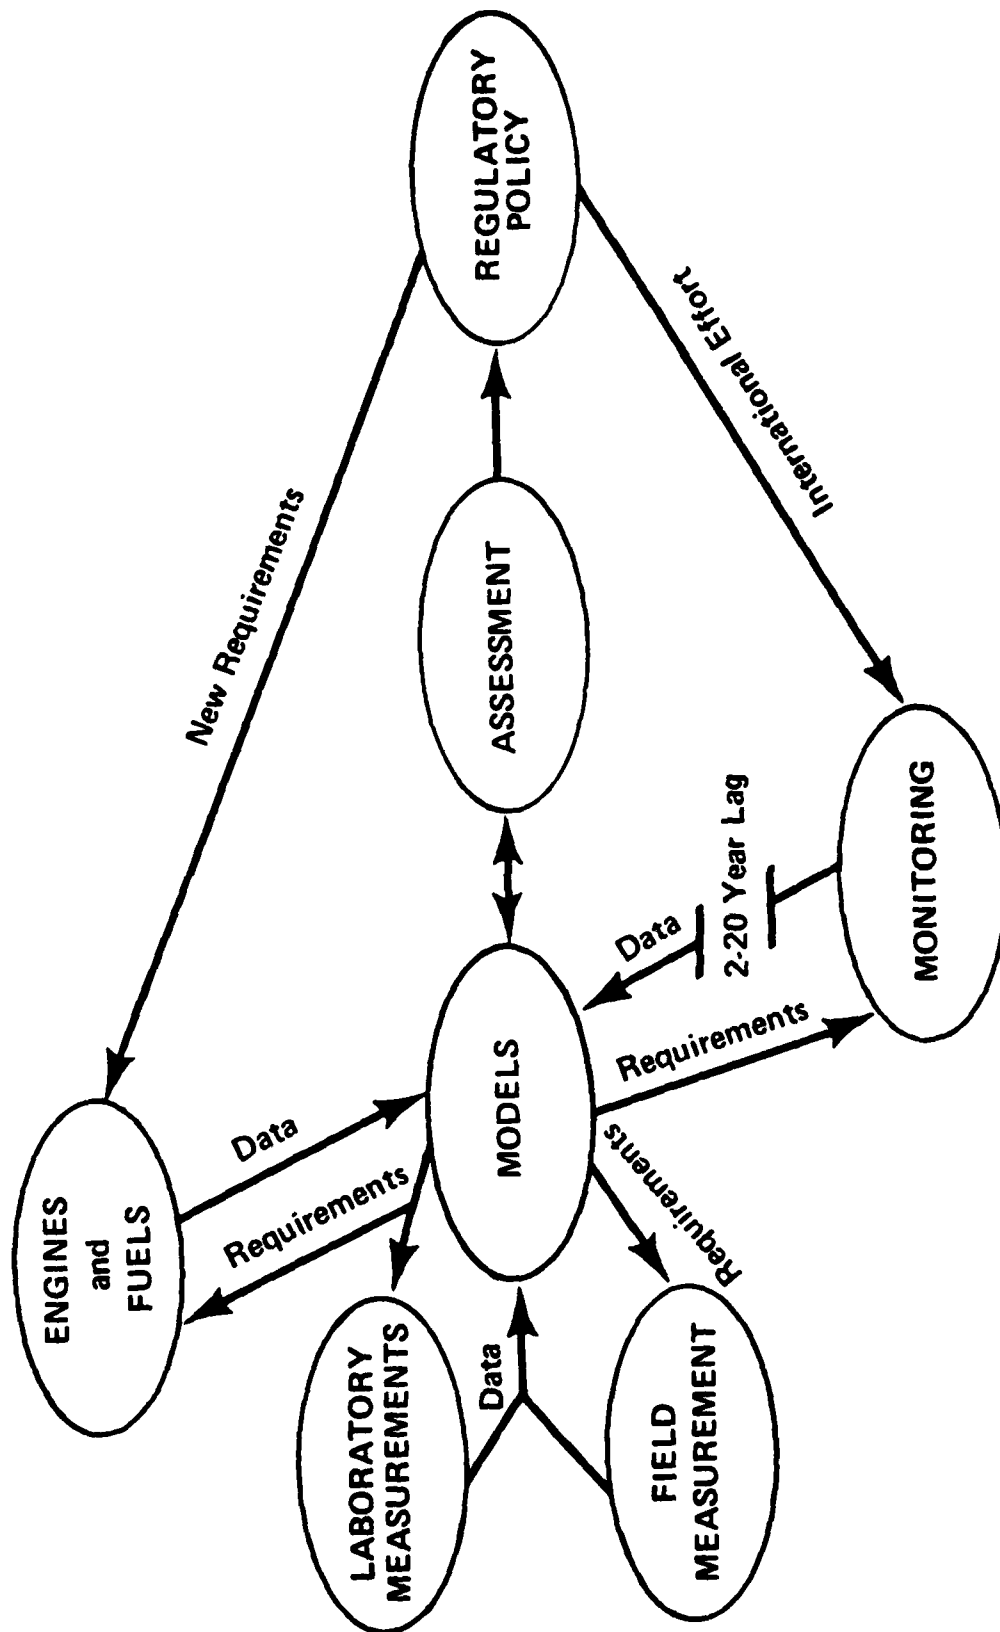 ENGINES
and
FUELS
New Requirements
Data
Requirements
LABORATORY
MEASUREMENTS
Data
MODELS
ASSESSMENT
REGULATORY
POLICY
FIELD
MEASUREMENT
Requirements
Requirements
Data
2-20 Year Lag
International Effort
MONITORING